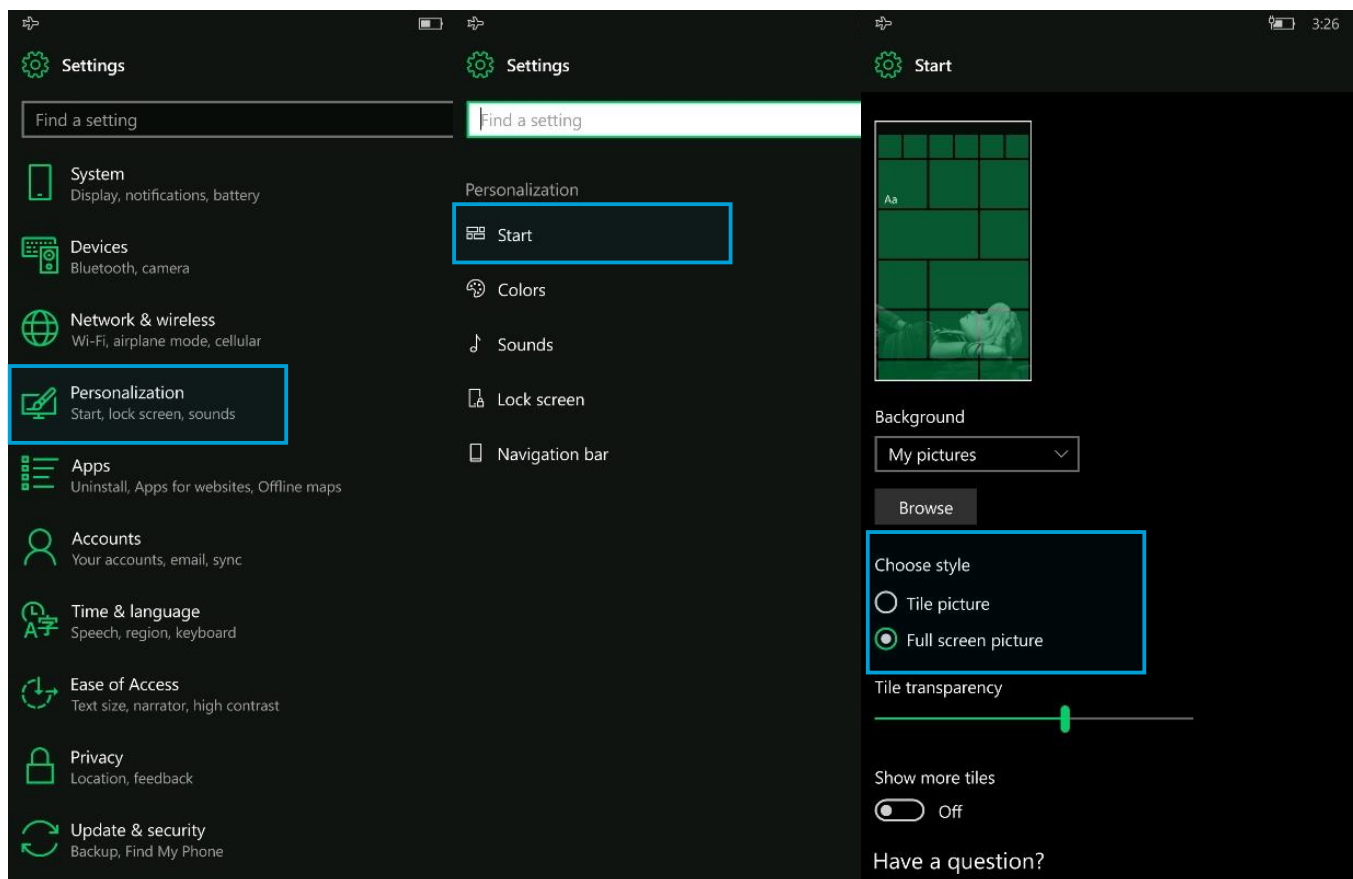 Settings
Find a setting
System
Display, notifications, battery
Devices
Bluetooth, camera
Network & wireless
Wi-Fi, airplane mode, cellular
Personalization
Start, lock screen, sounds
Apps
Uninstall, Apps for websites, Offline maps
Accounts
Your accounts, email, sync
Time & language
Speech, region, keyboard
Ease of Access
Text size, narrator, high contrast
Privacy
Location, feedback
Update & security
Backup, Find My Phone
Settings
Find a setting
Personalization
Start
Colors
Sounds
Lock screen
Navigation bar
3:26
Start
Aa
Background
My pictures
Browse
Choose style
Tile picture
Full screen picture
Tile transparency
Show more tiles
Off
Have a question?